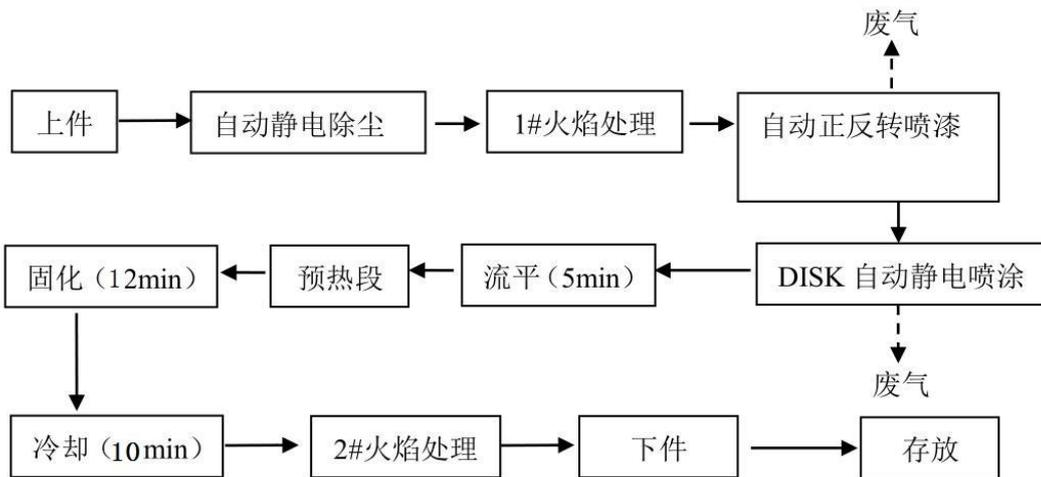 废气
上件
自动静电除尘
1#火焰处理
自动正反转喷漆
固化（12min）
预热段
流平（5min）
DISK 自动静电喷涂
废气
冷却（10min）
2#火焰处理
下件
存放